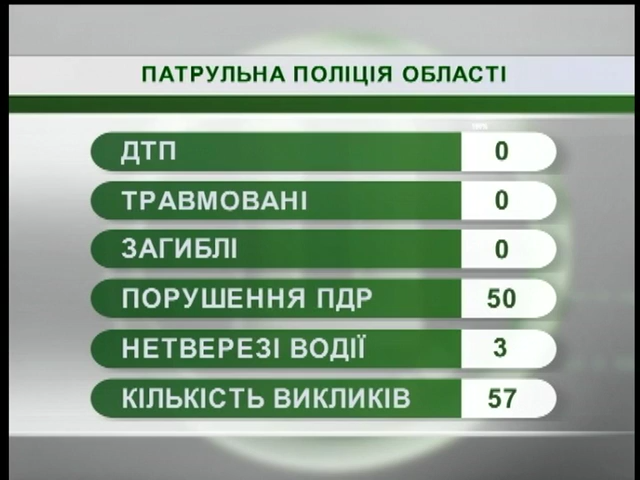 ПАТРУЛЬНА ПОЛІЦІЯ ОБЛАСТІ
ДТП 0
ТРАВМОВАНІ 0
ЗАГИБЛІ 0
ПОРУШЕННЯ ПДР 50
НЕТВЕРЕЗІ ВОДІЇ 3
КІЛЬКІСТЬ ВИКЛИКІВ 57